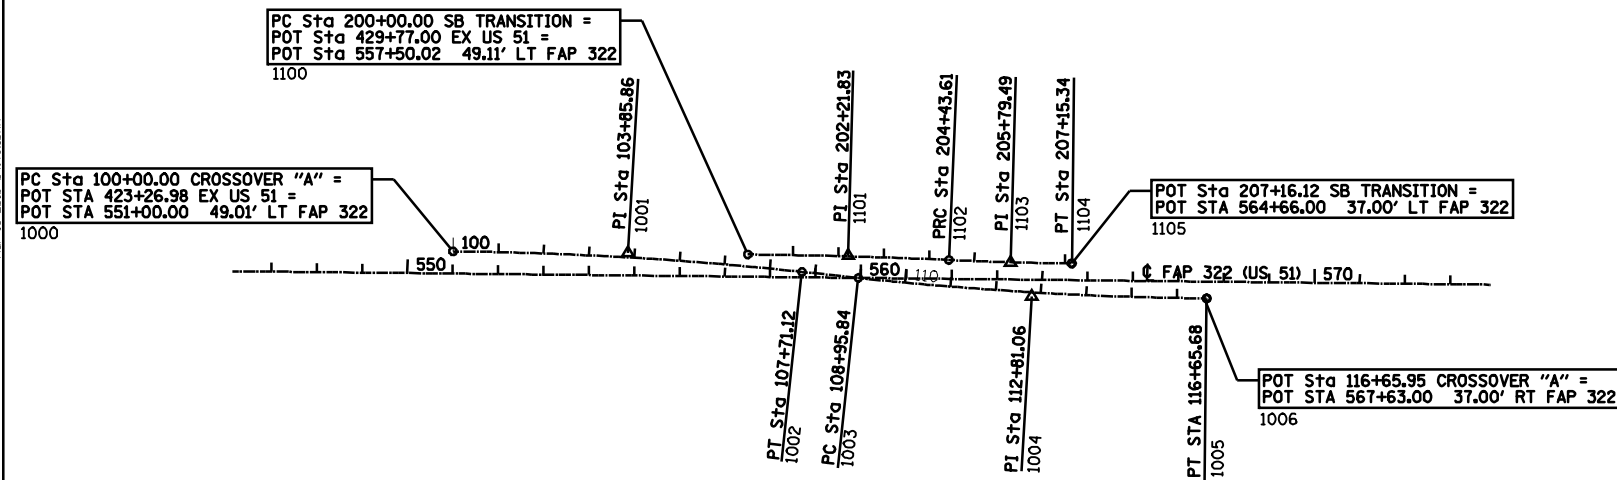 PC Sta 200+00.00 SB TRANSITION =
POT Sta 429+77.00 EX US 51 =
POT Sta 557+50.02 49.11' LT FAP 322
1100
PC Sta 100+00.00 CROSSOVER "A" =
POT STA 423+26.98 EX US 51 =
POT STA 551+00.00 49.01' LT FAP 322
1000
PI Sta 103+85.86
1001
PI Sta 202+21.83
1101
PRC Sta 204+43.61
1102
PI Sta 205+79.49
1103
PT Sta 207+15.34
1104
POT Sta 207+16.12 SB TRANSITION =
POT STA 564+66.00 37.00' LT FAP 322
1105
100
550
560
110
℄ FAP 322 (US 51)
570
PT Sta 107+71.12
1002
PC Sta 108+95.84
1003
PI Sta 112+81.06
1004
PT STA 116+65.68
1005
POT Sta 116+65.95 CROSSOVER "A" =
POT STA 567+63.00 37.00' RT FAP 322
1006